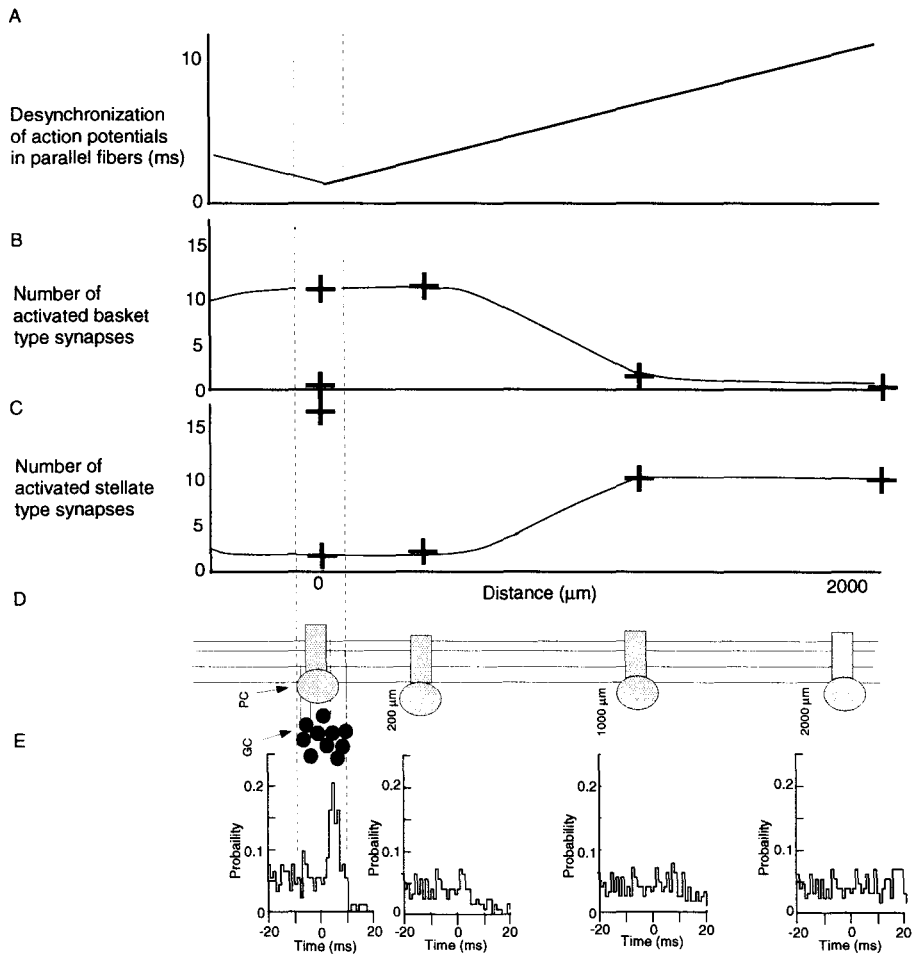 A
10
Desynchronization
of action potentials
in parallel fibers (ms)
0
B
15
Number of
activated basket
type synapses
10
5
0
C
15
Number of
activated stellate
type synapses
10
5
0
0
Distance (µm)
2000
D
PC
200 µm
1000 µm
2000 µm
GC
E
0.2
0.1
0
Probaility
-20
0
20
Time (ms)
0.2
0.1
0
Probaility
-20
0
20
Time (ms)
0.2
0.1
0
Probability
-20
0
20
Time (ms)
0.2
0.1
0
Probaility
-20
0
20
Time (ms)